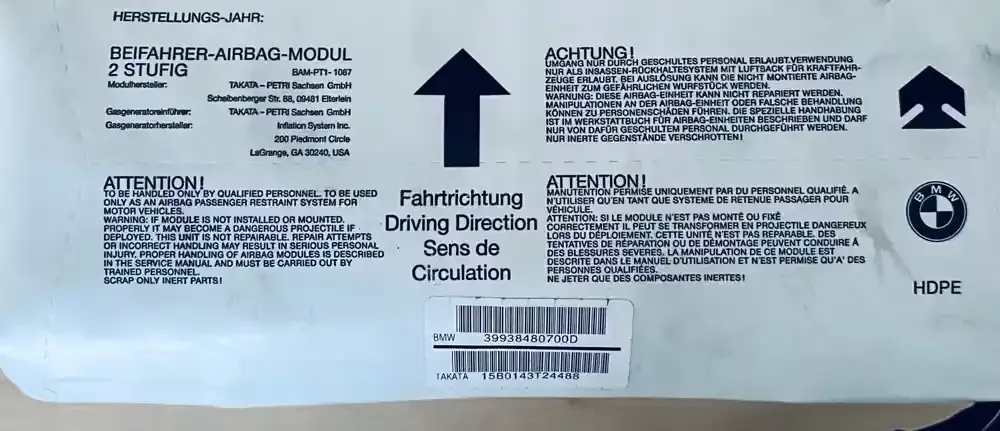 HERSTELLUNGS-JAHR:
BEIFAHRER-AIRBAG-MODUL
2 STUFIG BAM-PT1-1087
Modulhersteller: TAKATA – PETRI Sachsen GmbH
Scheibenberger Str. 88, 09481 Elterlein
Gasgeneratoreinführer: TAKATA – PETRI Sachsen GmbH
Gasgeneratorhersteller: Inflation System Inc.
200 Piedmont Circle
LaGrange, GA 30240, USA
ATTENTION!
TO BE HANDLED ONLY BY QUALIFIED PERSONNEL. TO BE USED
ONLY AS AN AIRBAG PASSENGER RESTRAINT SYSTEM FOR
MOTOR VEHICLES.
WARNING: IF MODULE IS NOT INSTALLED OR MOUNTED.
PROPERLY IT MAY BECOME A DANGEROUS PROJECTILE IF
DEPLOYED. THIS UNIT IS NOT REPAIRABLE. REPAIR ATTEMPTS
OR INCORRECT HANDLING MAY RESULT IN SERIOUS PERSONAL
INJURY. PROPER HANDLING OF AIRBAG MODULES IS DESCRIBED
IN THE SERVICE MANUAL AND MUST BE CARRIED OUT BY
TRAINED PERSONNEL.
SCRAP ONLY INERT PARTS!
Fahrtrichtung
Driving Direction
Sens de
Circulation
ACHTUNG!
UMGANG NUR DURCH GESCHULTES PERSONAL ERLAUBT.VERWENDUNG
NUR ALS INSASSEN-RÜCKHALTESYSTEM MIT LUFTSACK FÜR KRAFTFAHR-
ZEUGE ERLAUBT. BEI AUSLÖSUNG KANN DIE NICHT MONTIERTE AIRBAG-
EINHEIT ZUM GEFÄHRLICHEN WURFSTÜCK WERDEN.
WARNUNG: DIESE AIRBAG-EINHEIT KANN NICHT REPARIERT WERDEN.
MANIPULATIONEN AN DER AIRBAG-EINHEIT ODER FALSCHE BEHANDLUNG
KÖNNEN ZU PERSONENSCHÄDEN FÜHREN. DIE SPEZIELLE HANDHABUNG
IST IM WERKSTATTBUCH FÜR AIRBAG-EINHEITEN BESCHRIEBEN UND DARF
NUR VON DAFÜR GESCHULTEM PERSONAL DURCHGEFÜHRT WERDEN.
NUR INERTE GEGENSTÄNDE VERSCHROTTEN!
ATTENTION!
MANUTENTION PERMISE UNIQUEMENT PAR DU PERSONNEL QUALIFIÉ. A
N'UTILISER QU'EN TANT QUE SYSTEME DE RETENUE PASSAGER POUR
VÉHICULE.
ATTENTION: SI LE MODULE N'EST PAS MONTÉ OU FIXÉ
CORRECTEMENT IL PEUT SE TRANSFORMER EN PROJECTILE DANGEREUX
LORS DU DÉPLOIEMENT. CETTE UNITÉ N'EST PAS REPARABLE. DES
TENTATIVES DE RÉPARATION OU DE DÉMONTAGE PEUVENT CONDUIRE Á
DES BLESSURES SEVERES. LA MANIPULATION DE CE MODULE EST
DESCRITE DANS LE MANUEL D'UTILISATION ET N'EST PERMISE QU'A' DES
PERSONNES QUALIFIÉES.
NE JETER QUE DES COMPOSANTES INERTES!
BMW
HDPE
BMW 39938480700D
TAKATA 15B0143T24488